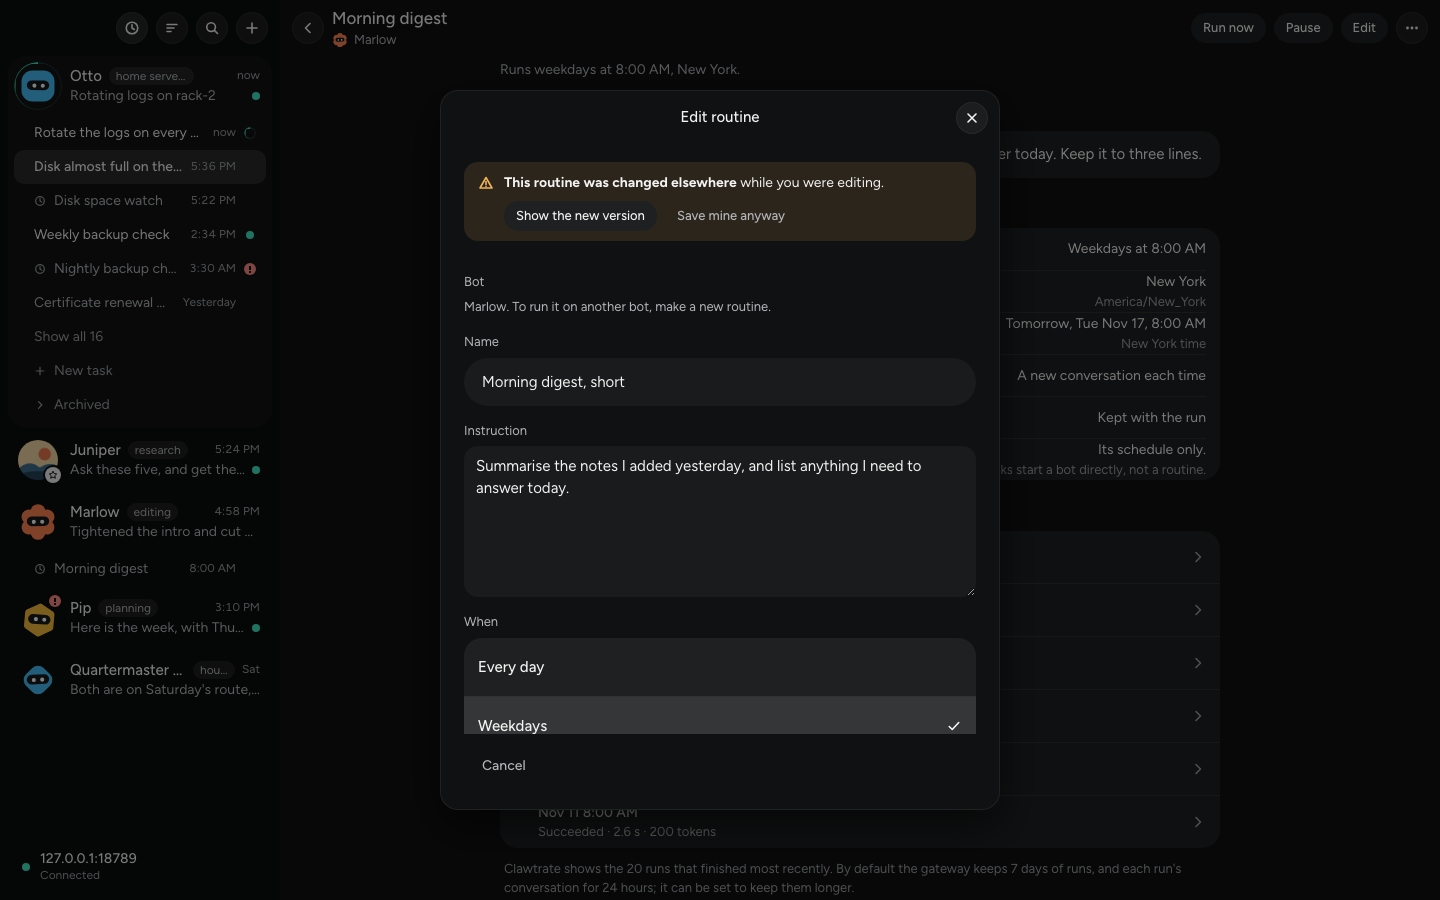 Otto home serve... now
Rotating logs on rack-2
Rotate the logs on every ... now
Disk almost full on the... 5:36 PM
Disk space watch 5:22 PM
Weekly backup check 2:34 PM
Nightly backup ch... 3:30 AM
Certificate renewal ... Yesterday
Show all 16
New task
Archived
Juniper research 5:24 PM
Ask these five, and get the...
Marlow editing 4:58 PM
Tightened the intro and cut ...
Morning digest 8:00 AM
Pip planning 3:10 PM
Here is the week, with Thu...
Quartermaster ... hou... Sat
Both are on Saturday's route,...
127.0.0.1:18789
Connected
Morning digest
Marlow
Run now Pause Edit
Runs weekdays at 8:00 AM, New York.
er today. Keep it to three lines.
Weekdays at 8:00 AM
New York
America/New_York
Tomorrow, Tue Nov 17, 8:00 AM
New York time
A new conversation each time
Kept with the run
Its schedule only.
ks start a bot directly, not a routine.
Edit routine
This routine was changed elsewhere while you were editing.
Show the new version Save mine anyway
Bot
Marlow. To run it on another bot, make a new routine.
Name
Morning digest, short
Instruction
Summarise the notes I added yesterday, and list anything I need to
answer today.
When
Every day
Weekdays
Cancel
Nov 11 8:00 AM
Succeeded · 2.6 s · 200 tokens
Clawtrate shows the 20 runs that finished most recently. By default the gateway keeps 7 days of runs, and each run's
conversation for 24 hours; it can be set to keep them longer.